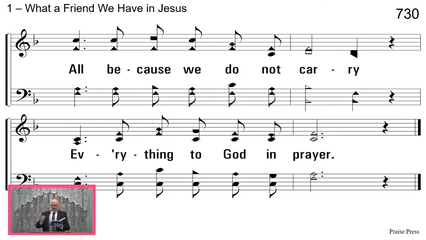 1 – What a Friend We Have in Jesus
730
All be - cause we do not car - ry
Ev - 'ry - thing to God in prayer.
Praise Press